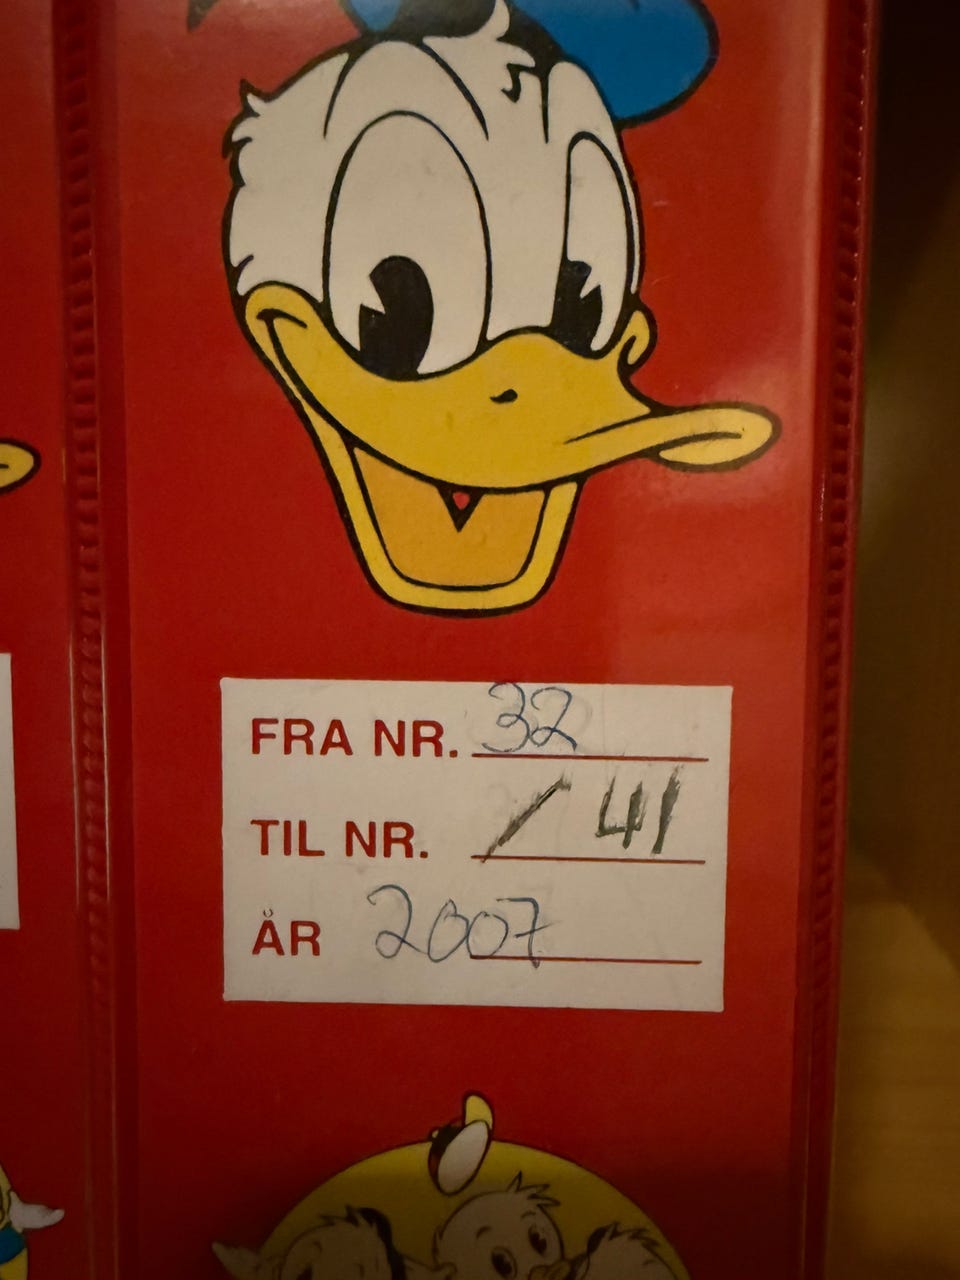 FRA NR. 32
TIL NR. / 41
ÅR 2007